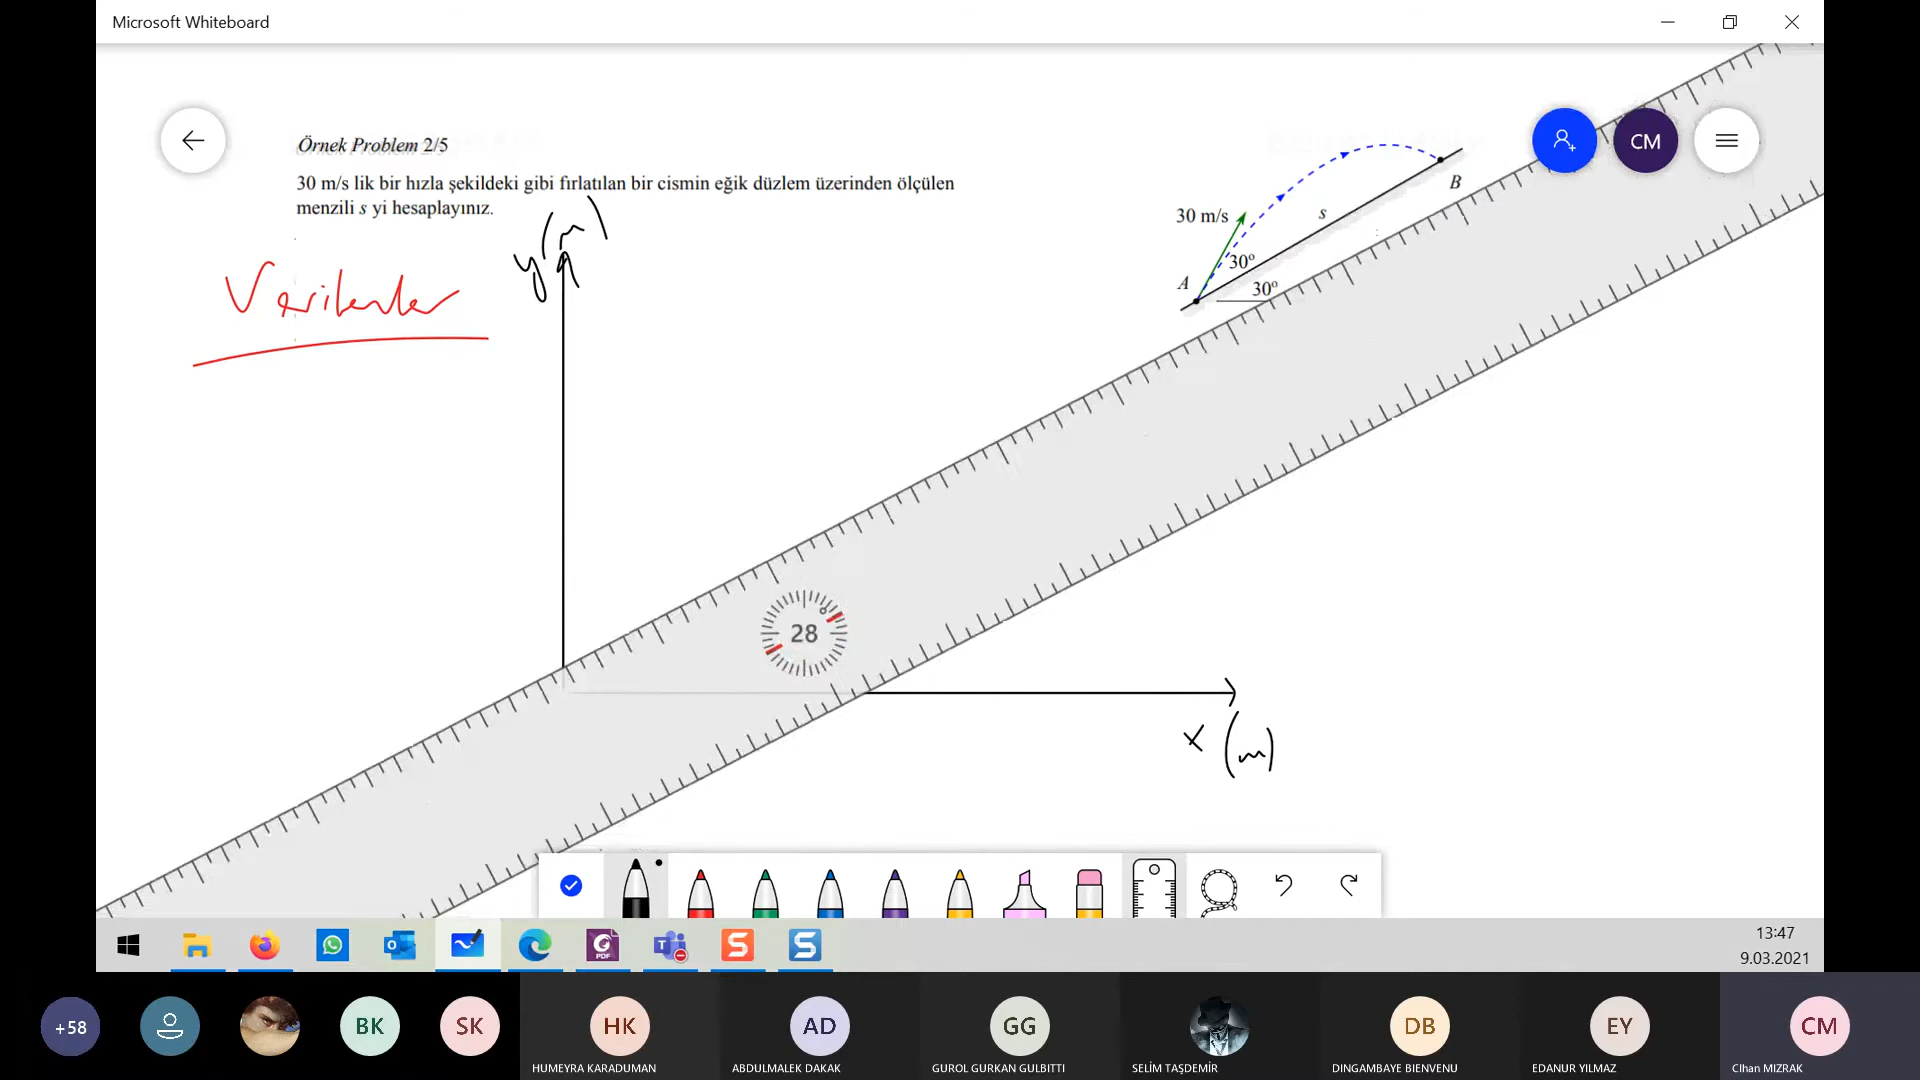 Microsoft Whiteboard
Örnek Problem 2/5
30 m/s lik bir hızla şekildeki gibi fırlatılan bir cismin eğik düzlem üzerinden ölçülen
menzili s yi hesaplayınız.
Verilenler
y (m)
30 m/s
s
B
A
30°
30°
CM
28
x (m)
PDF
13:47
9.03.2021
+58
BK
SK
HK
AD
GG
DB
EY
CM
HUMEYRA KARADUMAN
ABDULMALEK DAKAK
GUROL GURKAN GULBITTI
SELİM TAŞDEMİR
DINGAMBAYE BIENVENU
EDANUR YILMAZ
CIhan MIZRAK